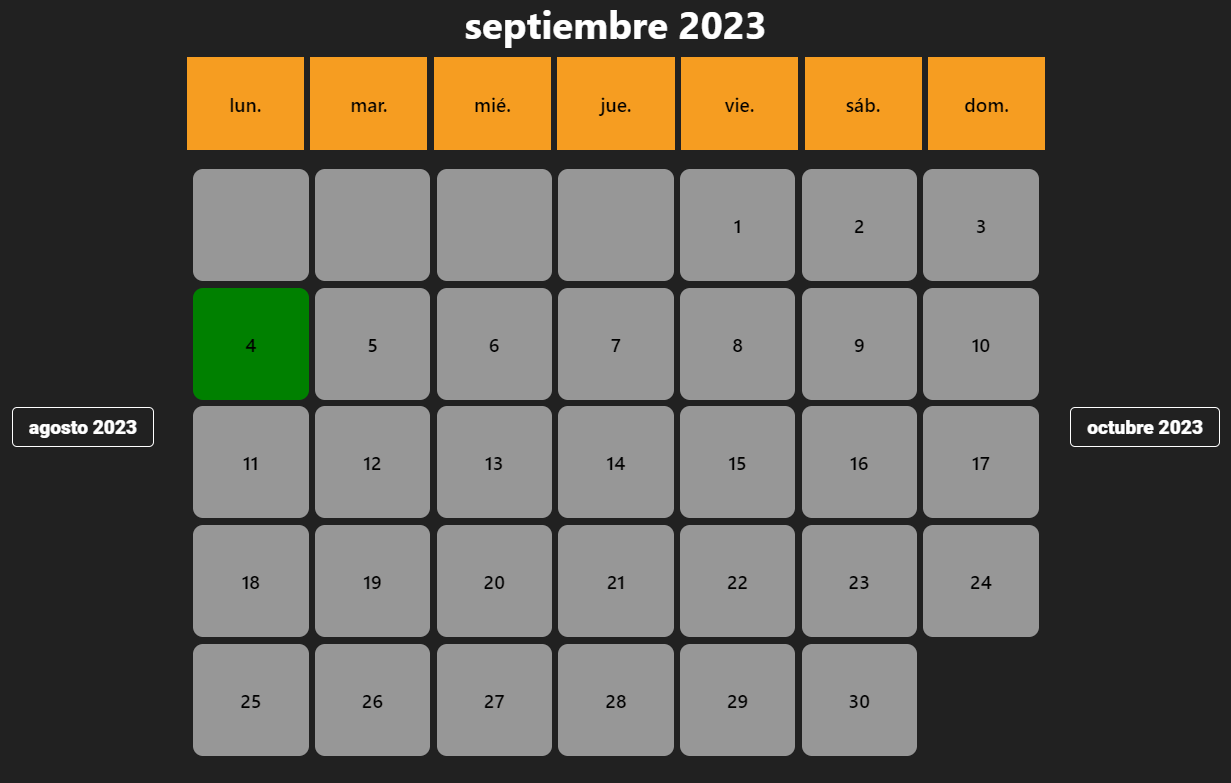 septiembre 2023
lun. mar. mié. jue. vie. sáb. dom.
1 2 3
4 5 6 7 8 9 10
agosto 2023
octubre 2023
11 12 13 14 15 16 17
18 19 20 21 22 23 24
25 26 27 28 29 30